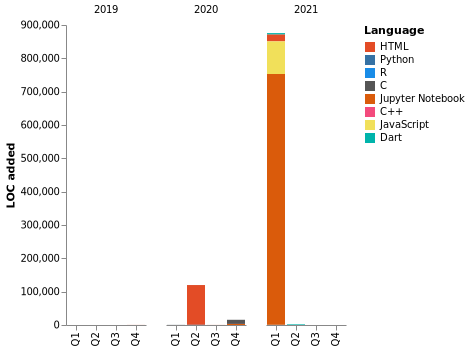 2019 2020 2021
900,000
800,000
700,000
600,000
500,000
400,000
300,000
200,000
100,000
0
LOC added
Q1 Q2 Q3 Q4 Q1 Q2 Q3 Q4 Q1 Q2 Q3 Q4
Language
HTML
Python
R
C
Jupyter Notebook
C++
JavaScript
Dart